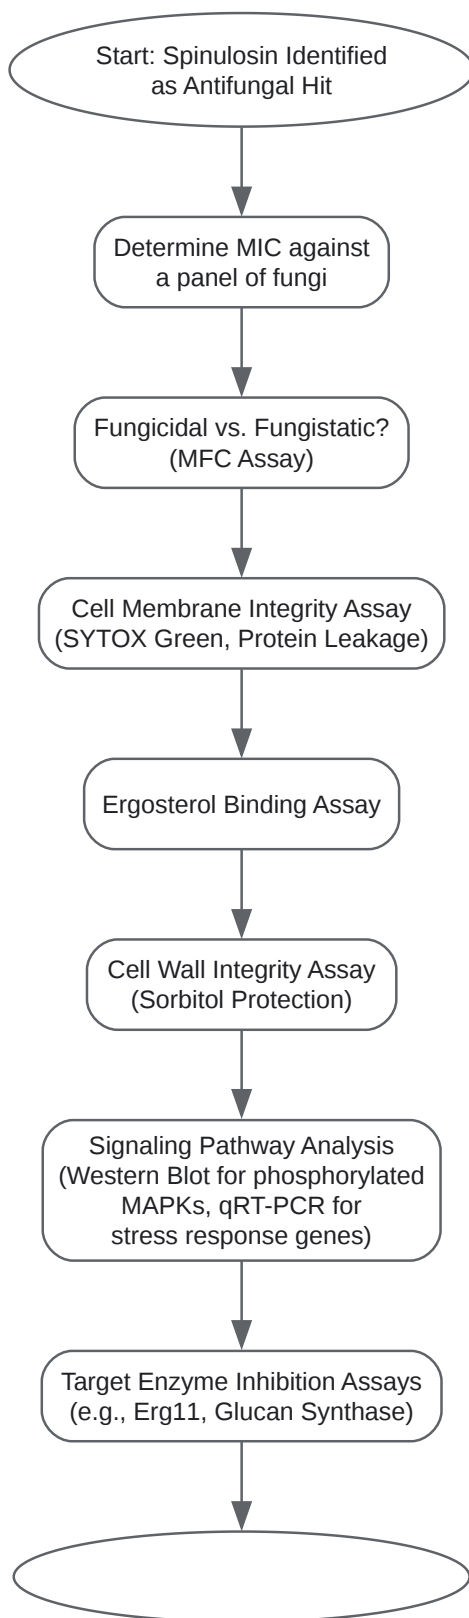 Start: Spinulosin Identified
as Antifungal Hit
Determine MIC against
a panel of fungi
Fungicidal vs. Fungistatic?
(MFC Assay)
Cell Membrane Integrity Assay
(SYTOX Green, Protein Leakage)
Ergosterol Binding Assay
Cell Wall Integrity Assay
(Sorbitol Protection)
Signaling Pathway Analysis
(Western Blot for phosphorylated
MAPKs, qRT-PCR for
stress response genes)
Target Enzyme Inhibition Assays
(e.g., Erg11, Glucan Synthase)